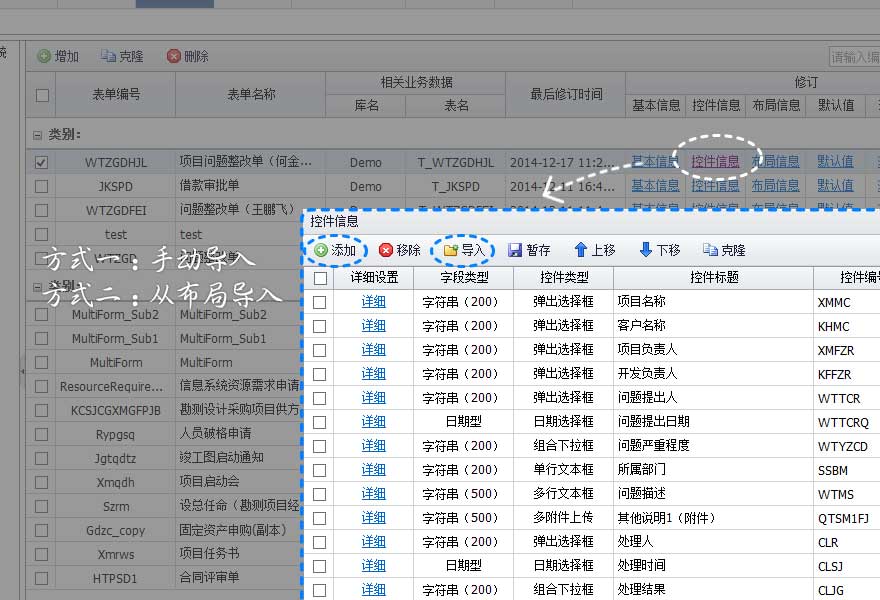 增加 克隆 删除 请输入编
表单编号 表单名称 相关业务数据 最后修订时间 修订
库名 表名 基本信息 控件信息 布局信息 默认值
类别：
WTZGDHJL 项目问题整改单（何金... Demo T_WTZGDHJL 2014-12-17 11:2... 基本信息 控件信息 布局信息 默认值
JKSPD 借款审批单 Demo T_JKSPD 2014-12-11 16:4... 基本信息 控件信息 布局信息 默认值
WTZGDFEI 问题整改单（王鹏飞）
test test
WTZGD
类别
MultiForm_Sub2 MultiForm_Sub2
MultiForm_Sub1 MultiForm_Sub1
MultiForm MultiForm
ResourceRequire... 信息系统资源需求申请
KCSJCGXMGFPJB 勘测设计采购项目供方
Rypgsq 人员破格申请
Jgtqdtz 竣工图启动通知
Xmqdh 项目启动会
Szrm 设总任命（勘测项目经
Gdzc_copy 固定资产申购(副本)
Xmrws 项目任务书
HTPSD1 合同评审单
方式一：手动导入
方式二：从布局导入
控件信息
添加 移除 导入 暂存 上移 下移 克隆
详细设置 字段类型 控件类型 控件标题 控件编号
详细 字符串（200） 弹出选择框 项目名称 XMMC
详细 字符串（200） 弹出选择框 客户名称 KHMC
详细 字符串（200） 弹出选择框 项目负责人 XMFZR
详细 字符串（200） 弹出选择框 开发负责人 KFFZR
详细 字符串（200） 弹出选择框 问题提出人 WTTCR
详细 日期型 日期选择框 问题提出日期 WTTCRQ
详细 字符串（200） 组合下拉框 问题严重程度 WTYZCD
详细 字符串（200） 单行文本框 所属部门 SSBM
详细 字符串（500） 多行文本框 问题描述 WTMS
详细 字符串（500） 多附件上传 其他说明1（附件） QTSM1FJ
详细 字符串（200） 弹出选择框 处理人 CLR
详细 日期型 日期选择框 处理时间 CLSJ
详细 字符串（200） 组合下拉框 处理结果 CLJG